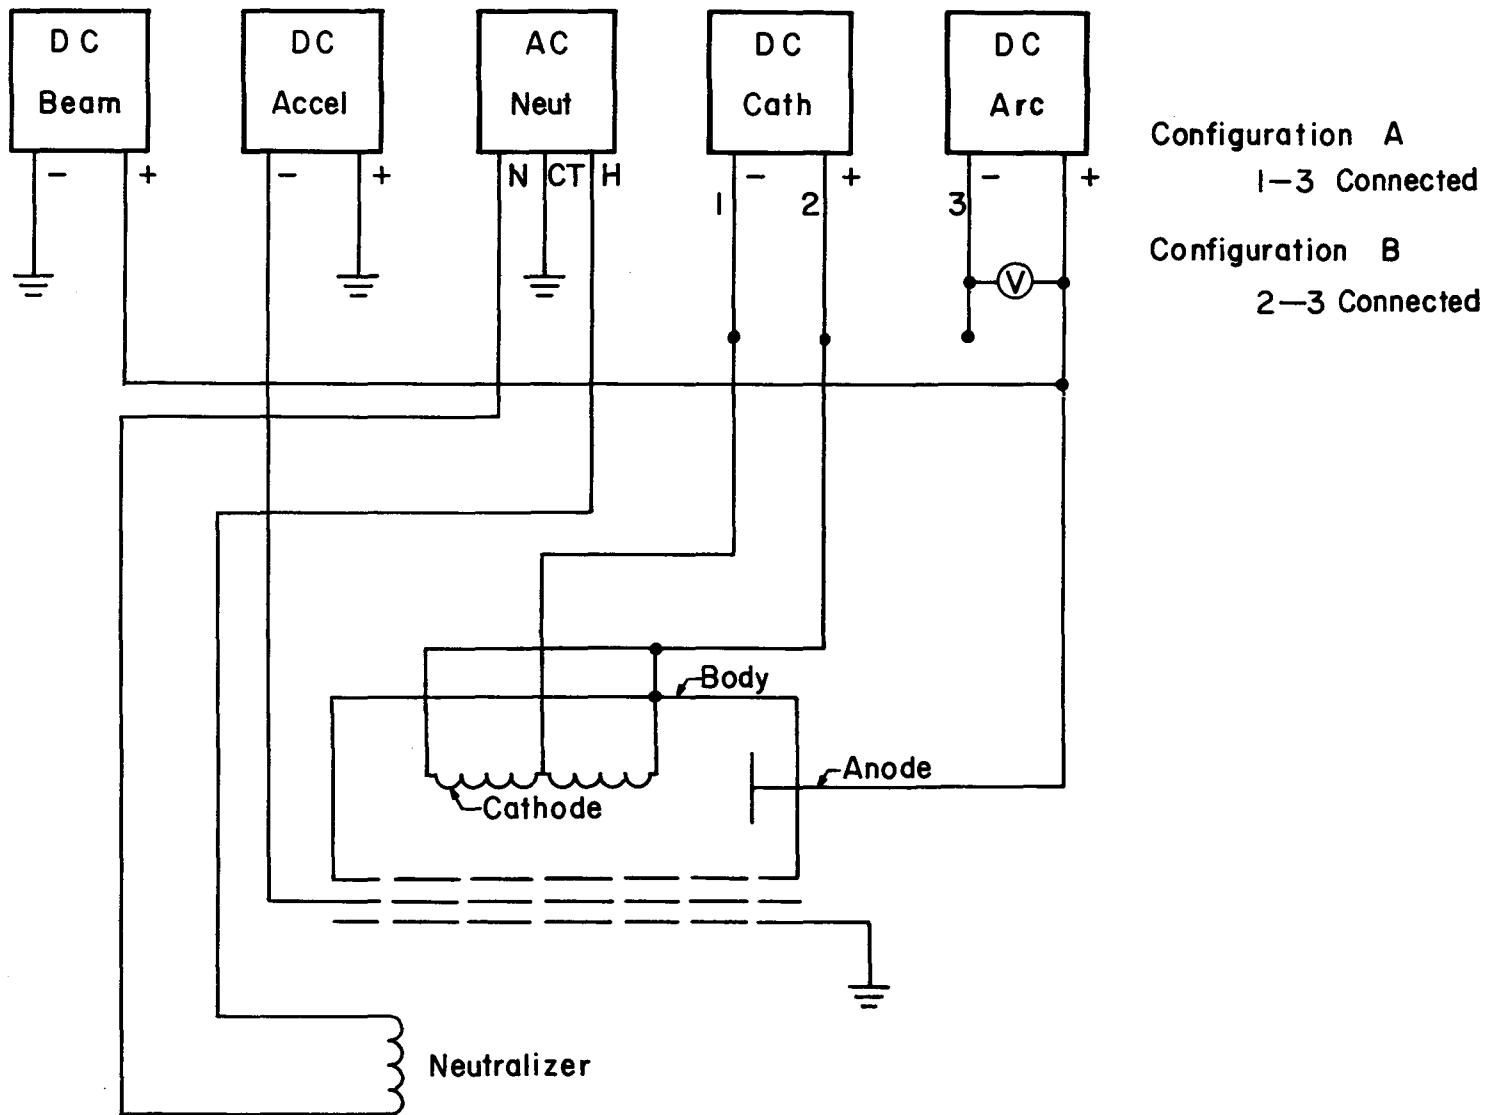 DC Beam
DC Accel
AC Neut
DC Cath
DC Arc
- +
- +
N CT H
- +
- +
1 2 3
V
Configuration A
1-3 Connected
Configuration B
2-3 Connected
Body
Anode
Cathode
Neutralizer